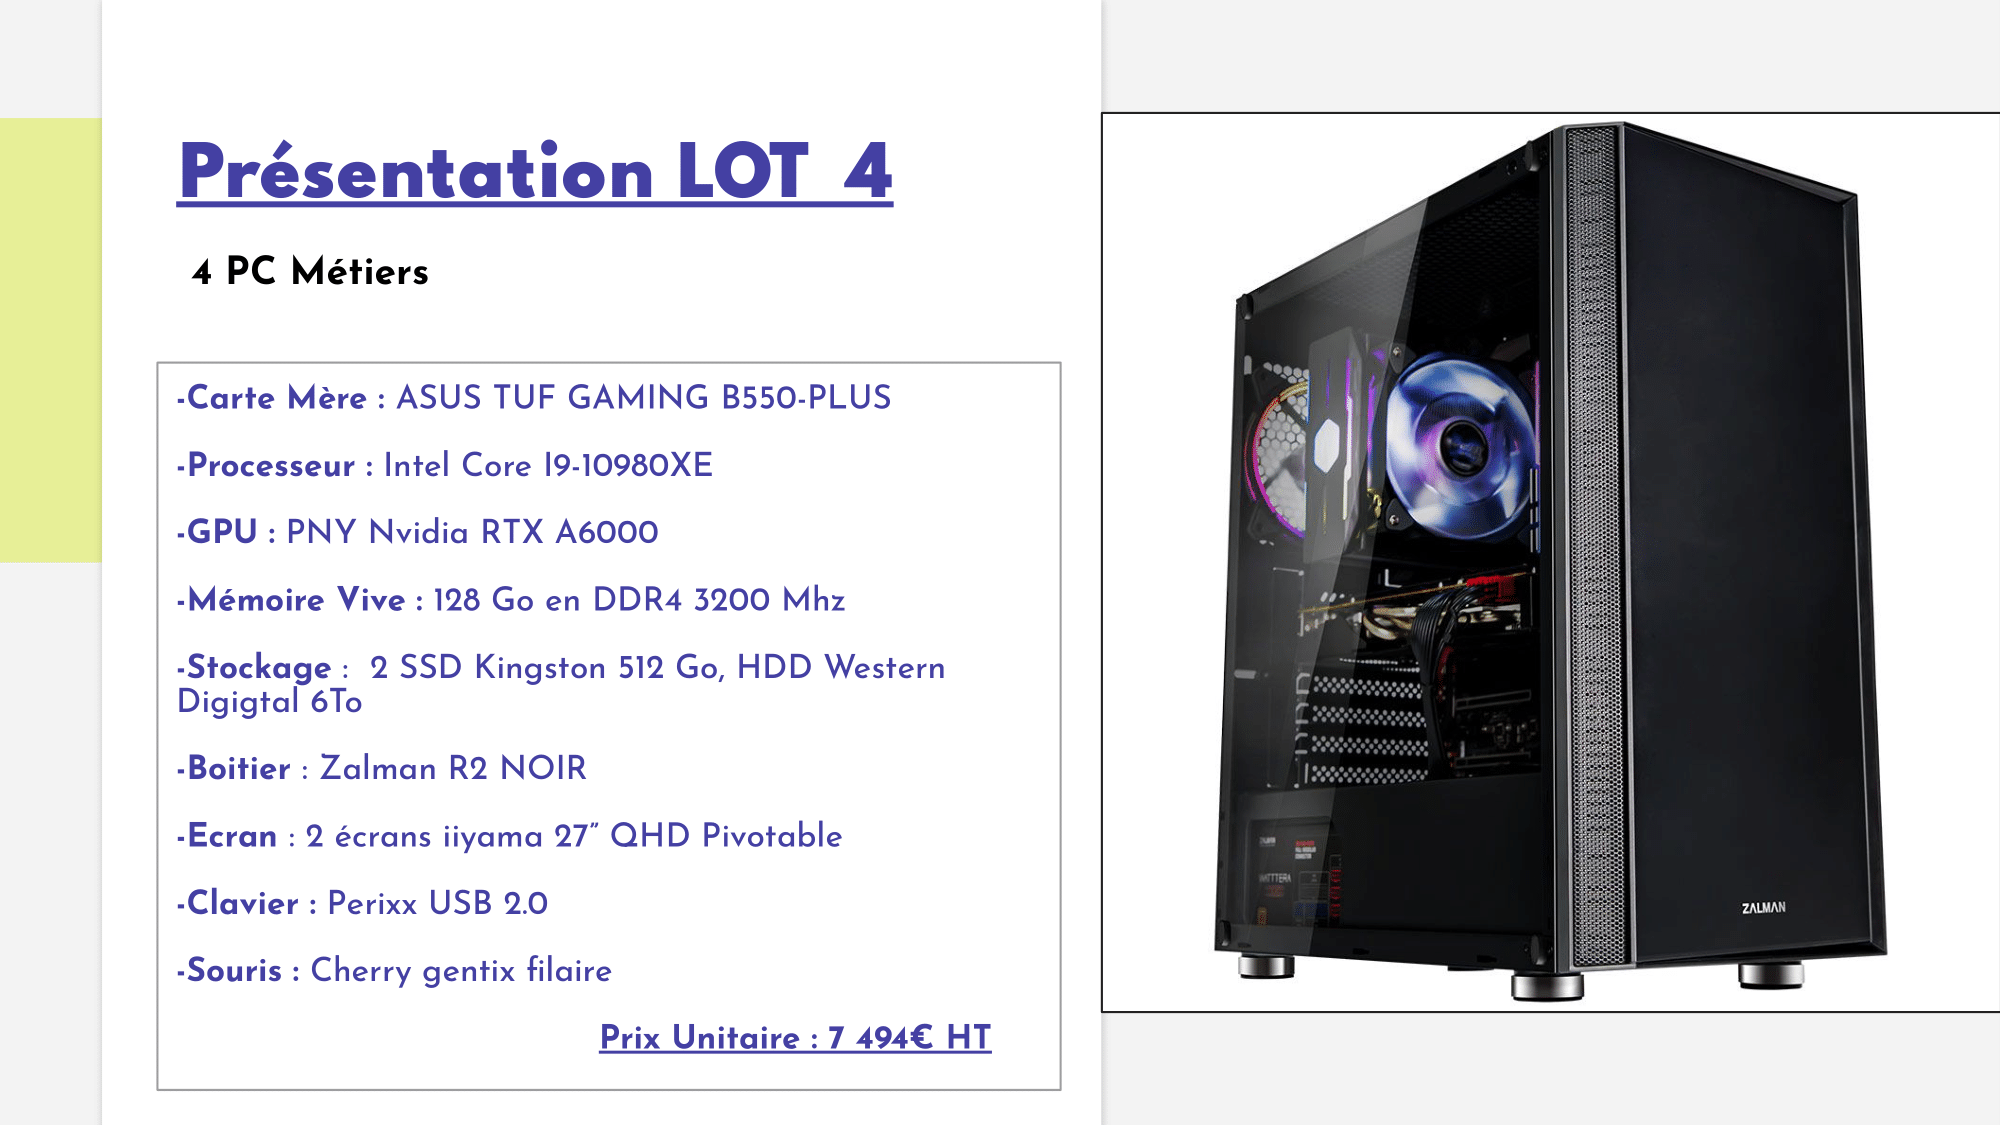 Présentation LOT 4
4 PC Métiers
-Carte Mère : ASUS TUF GAMING B550-PLUS
-Processeur : Intel Core I9-10980XE
-GPU : PNY Nvidia RTX A6000
-Mémoire Vive : 128 Go en DDR4 3200 Mhz
-Stockage :  2 SSD Kingston 512 Go, HDD Western
Digigtal 6To
-Boitier : Zalman R2 NOIR
-Ecran : 2 écrans iiyama 27” QHD Pivotable
-Clavier : Perixx USB 2.0
-Souris : Cherry gentix filaire
Prix Unitaire : 7 494€ HT
ZALMAN